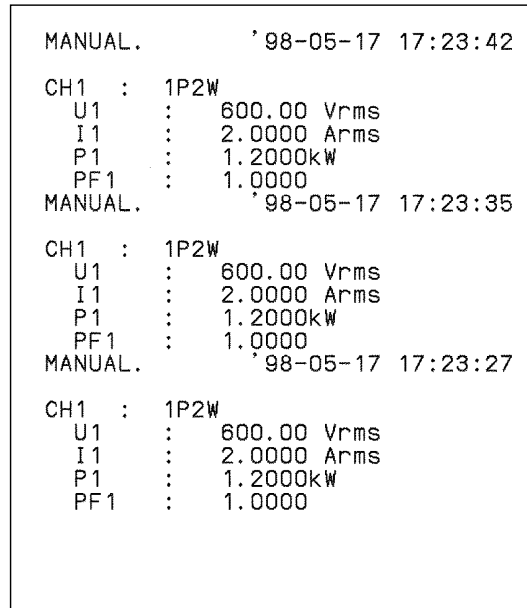 MANUAL. '98-05-17 17:23:42
CH1 : 1P2W
U1 : 600.00 Vrms
I1 : 2.0000 Arms
P1 : 1.2000kW
PF1 : 1.0000
MANUAL. '98-05-17 17:23:35
CH1 : 1P2W
U1 : 600.00 Vrms
I1 : 2.0000 Arms
P1 : 1.2000kW
PF1 : 1.0000
MANUAL. '98-05-17 17:23:27
CH1 : 1P2W
U1 : 600.00 Vrms
I1 : 2.0000 Arms
P1 : 1.2000kW
PF1 : 1.0000